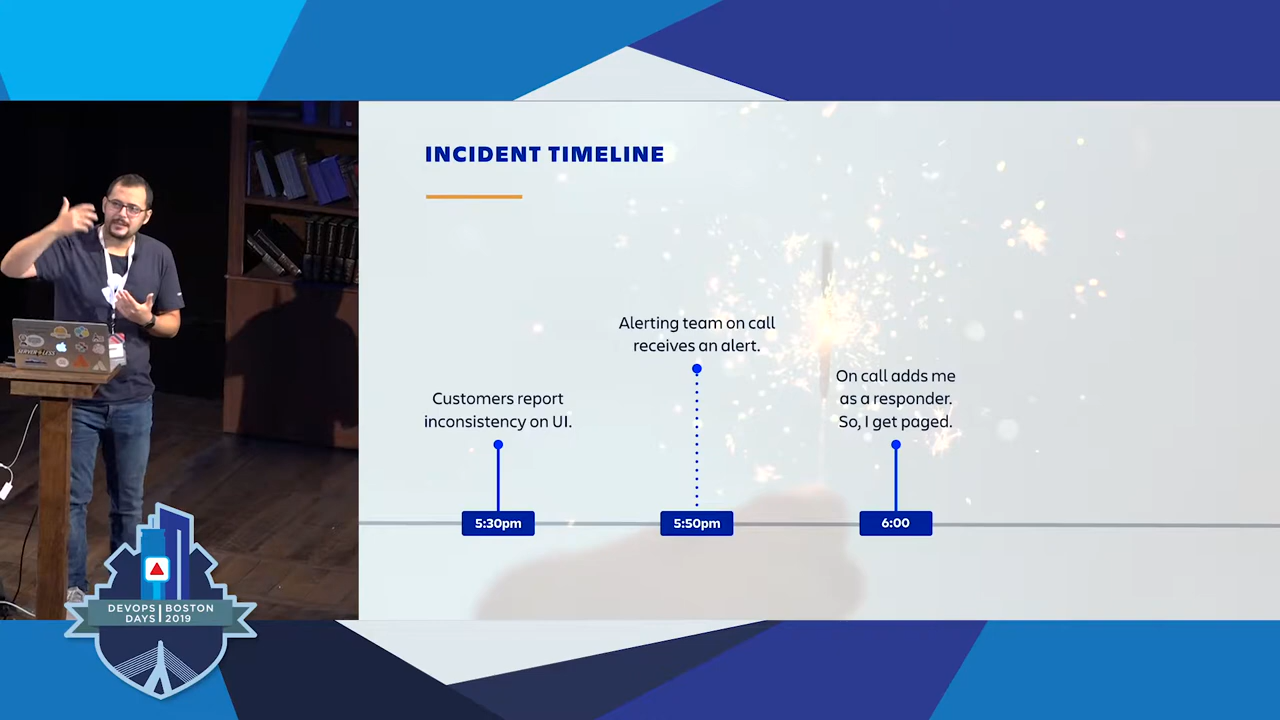 INCIDENT TIMELINE
Customers report
inconsistency on UI.
Alerting team on call
receives an alert.
On call adds me
as a responder.
So, I get paged.
5:30pm
5:50pm
6:00
DEVOPS BOSTON
DAYS 2019